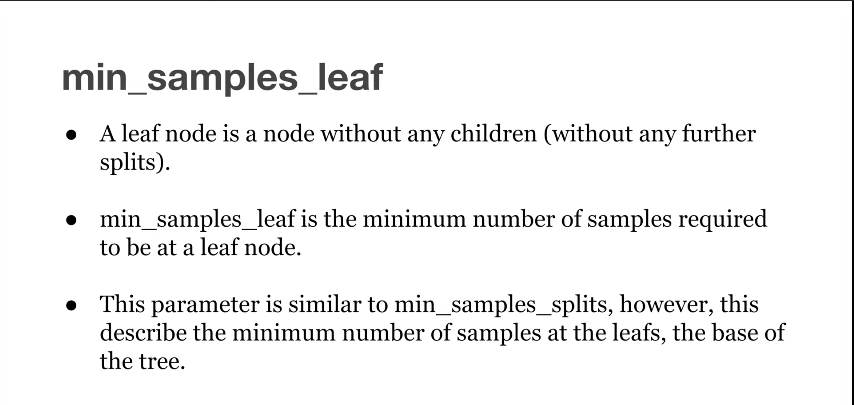 min_samples_leaf
● A leaf node is a node without any children (without any further
splits).
● min_samples_leaf is the minimum number of samples required
to be at a leaf node.
● This parameter is similar to min_samples_splits, however, this
describe the minimum number of samples at the leafs, the base of
the tree.